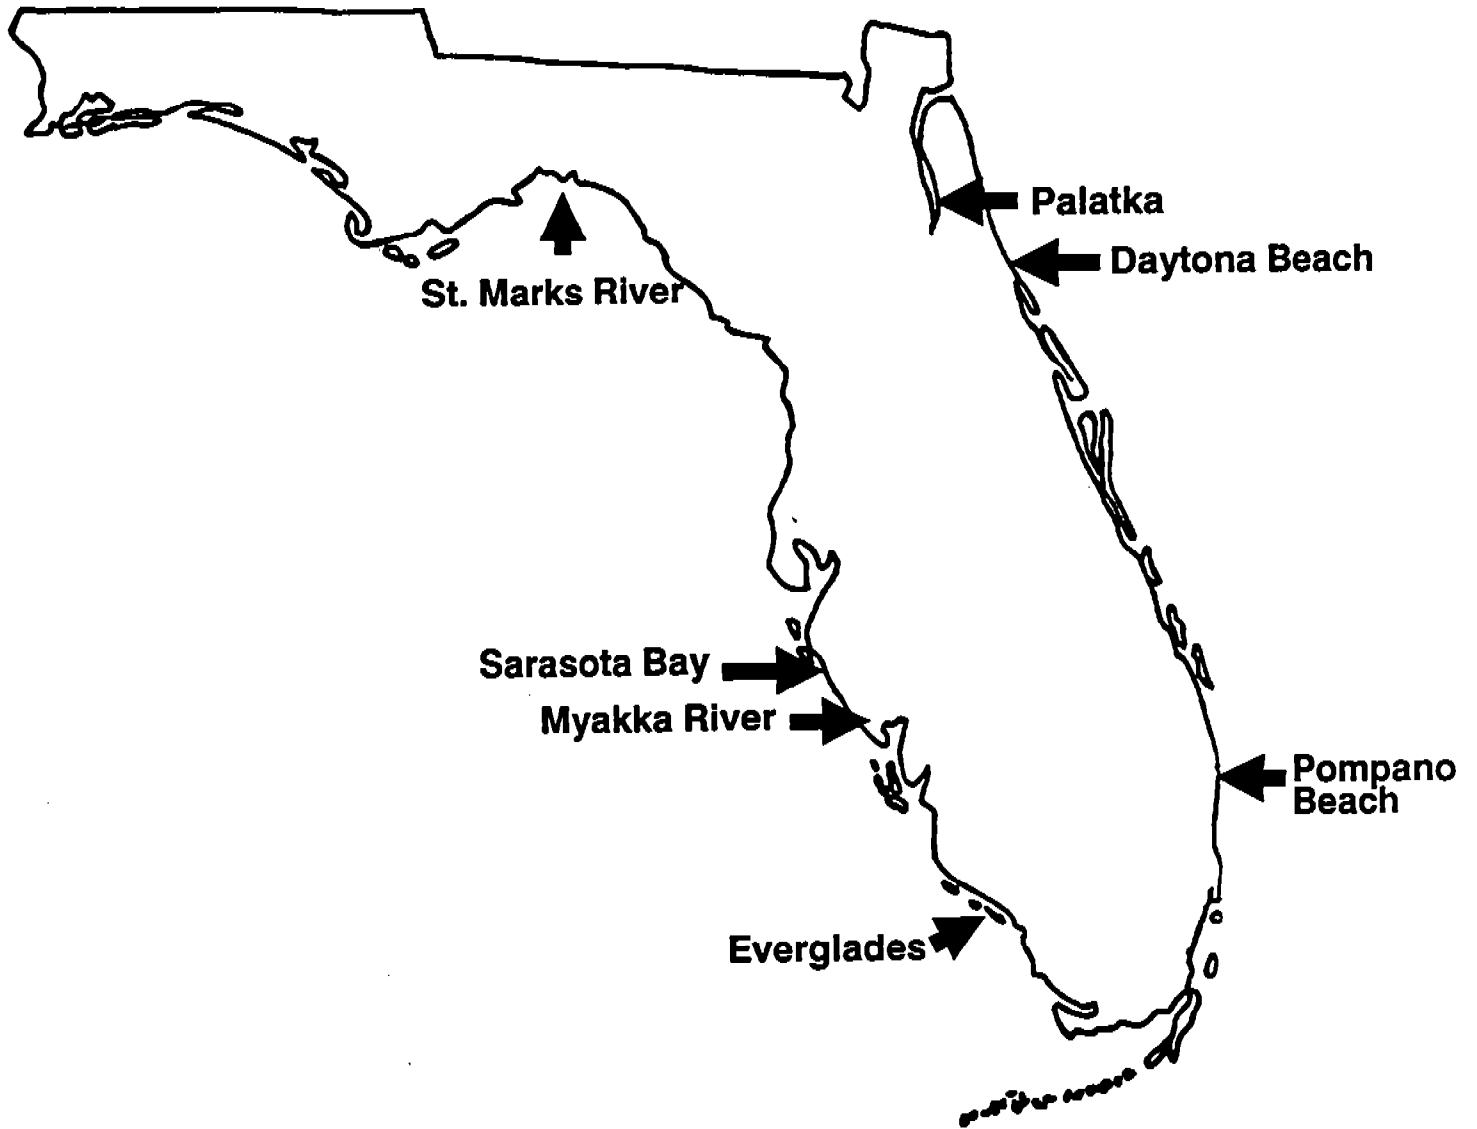 Palatka
Daytona Beach
St. Marks River
Sarasota Bay
Myakka River
Pompano
Beach
Everglades